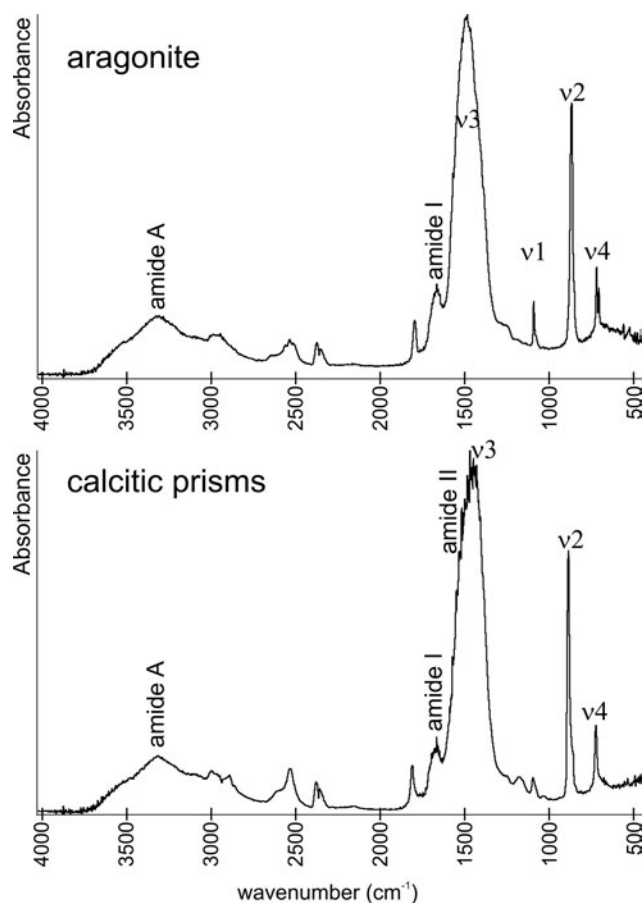 aragonite
Absorbance
amide A
amide I
ν3
ν1
ν2
ν4
4000 3500 3000 2500 2000 1500 1000 500
calcitic prisms
Absorbance
amide A
amide I
amide II
ν3
ν2
ν4
4000 3500 3000 2500 2000 1500 1000 500
wavenumber (cm⁻¹)